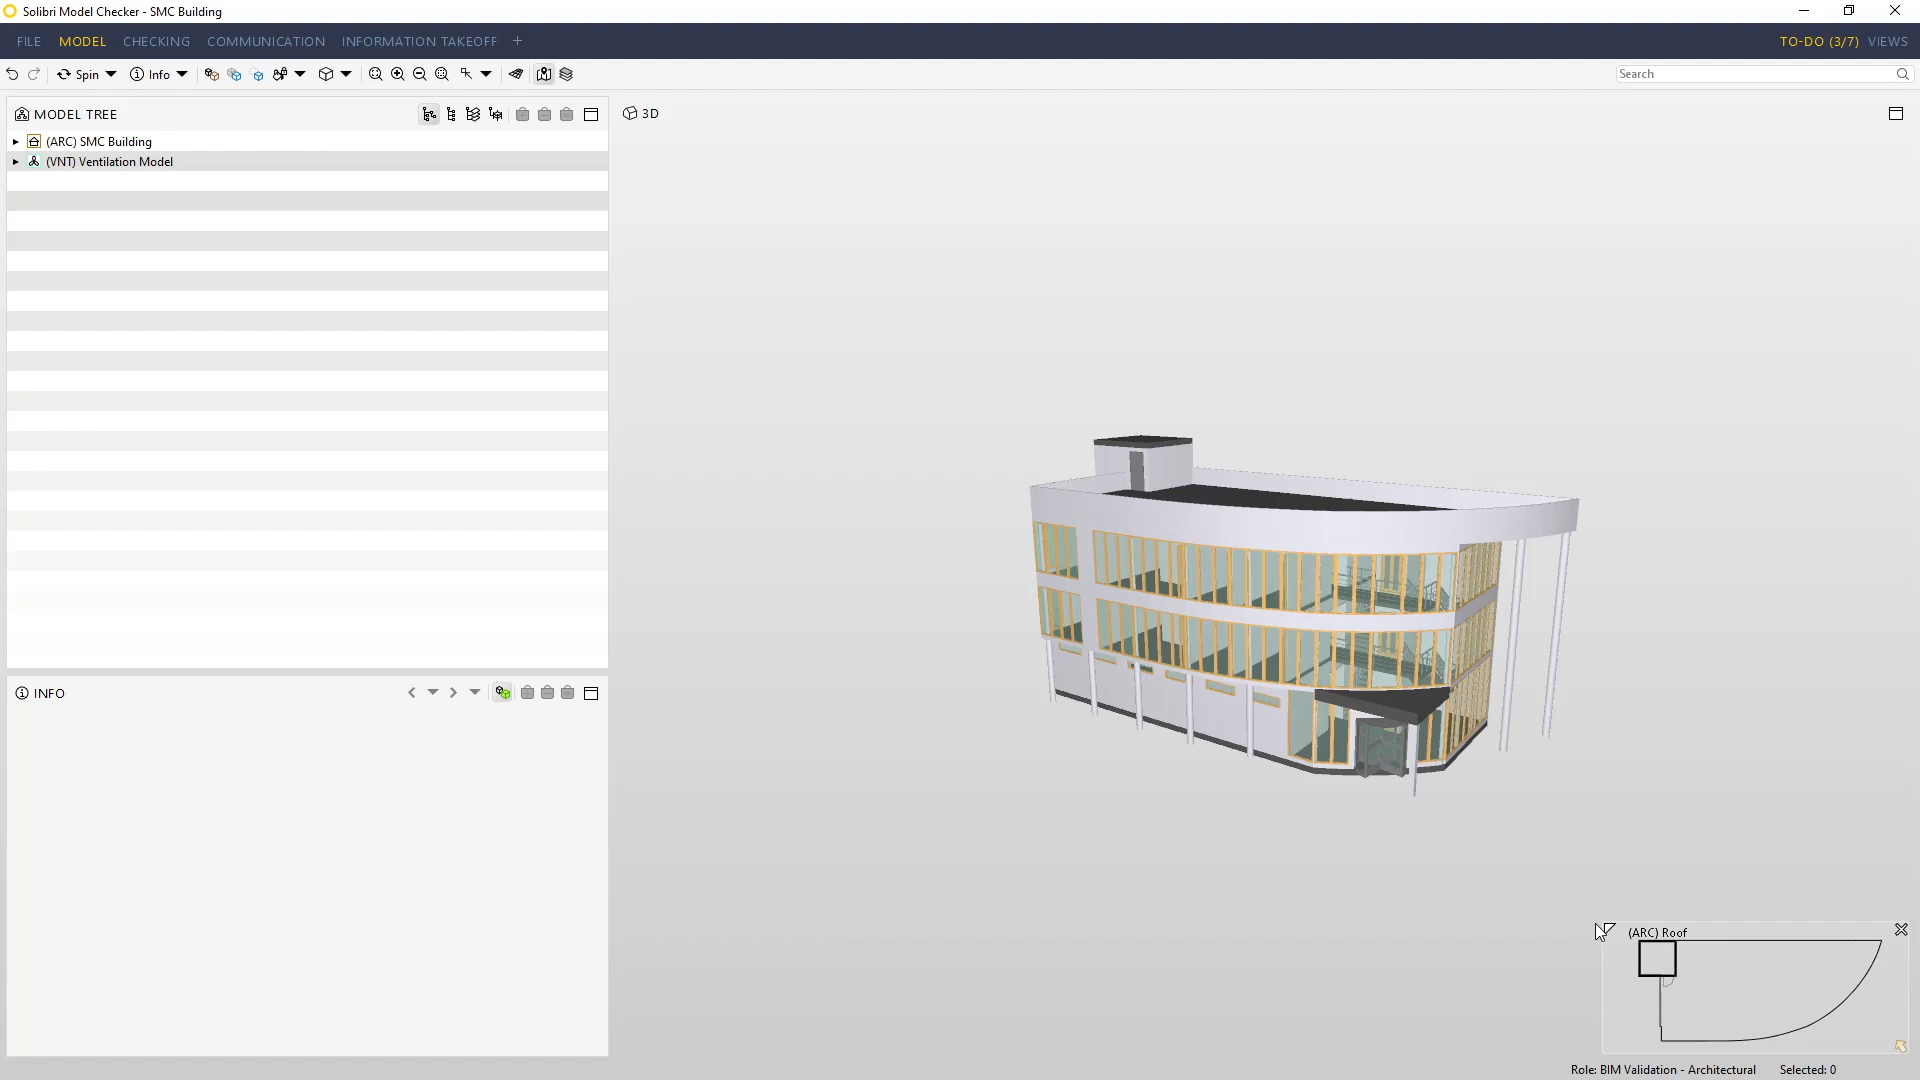 Solibri Model Checker - SMC Building
FILE MODEL CHECKING COMMUNICATION INFORMATION TAKEOFF + TO-DO (3/7) VIEWS
Spin Info Search
MODEL TREE
3D
(ARC) SMC Building
(VNT) Ventilation Model
INFO
(ARC) Roof
Role: BIM Validation - Architectural Selected: 0